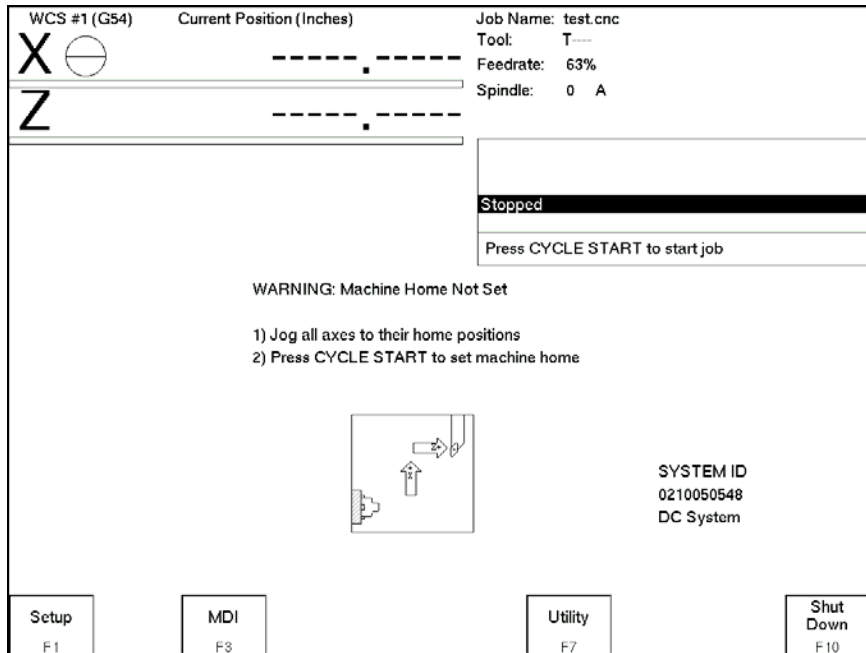 WCS #1 (G54) Current Position (Inches)
X
-----.-----
Z
-----.-----
Job Name: test.cnc
Tool: T----
Feedrate: 63%
Spindle: 0 A
Stopped
Press CYCLE START to start job
WARNING: Machine Home Not Set
1) Jog all axes to their home positions
2) Press CYCLE START to set machine home
Z+
X+
SYSTEM ID
0210050548
DC System
Setup
F1
MDI
F3
Utility
F7
Shut
Down
F10